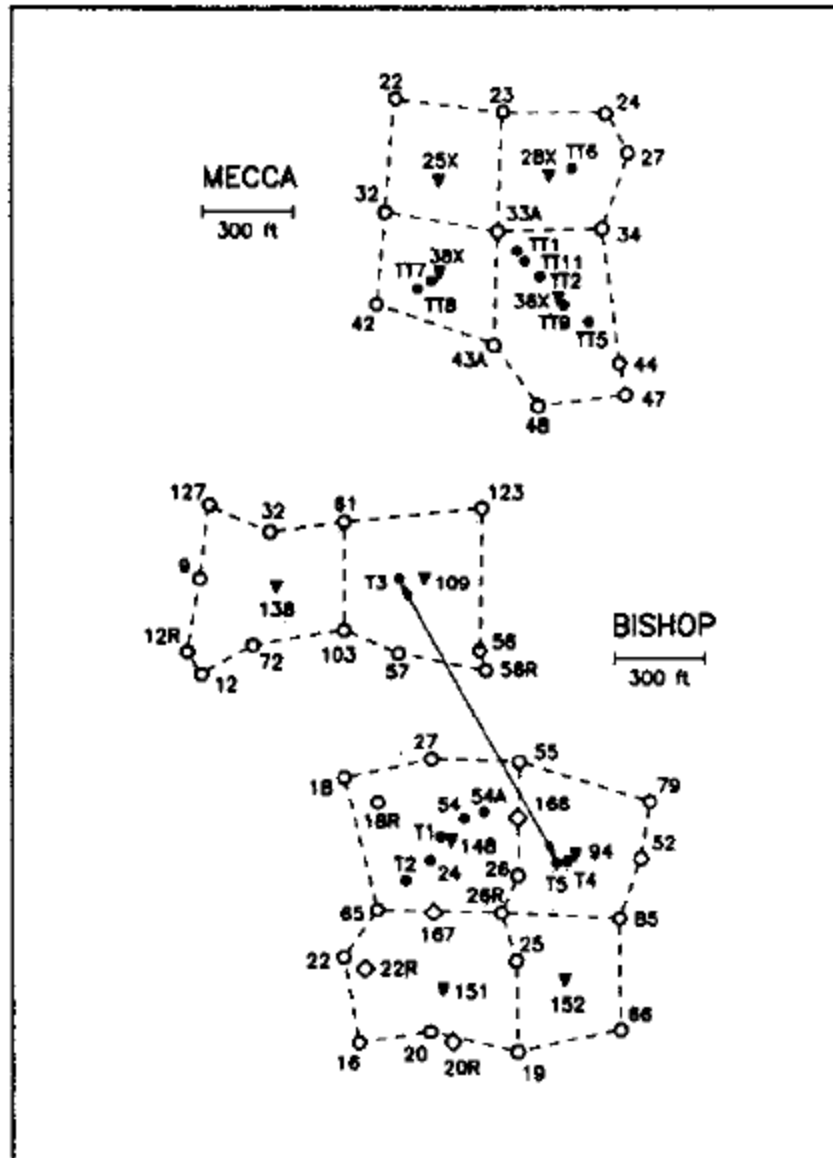 22
23
24
27
25X
28X
TT6
MECCA
300 ft
32
33A
34
TT1
TT11
38X
TT7
TT2
TT8
36X
TT9
TT5
42
43A
44
47
48
127
32
61
123
9
T3
109
138
BISHOP
300 ft
12R
72
103
56
57
58R
12
27
55
18
79
18R
54
54A
166
T1
148
94
52
T2
24
26
T5
T4
26R
65
167
85
25
22
22R
151
152
66
16
20
20R
19